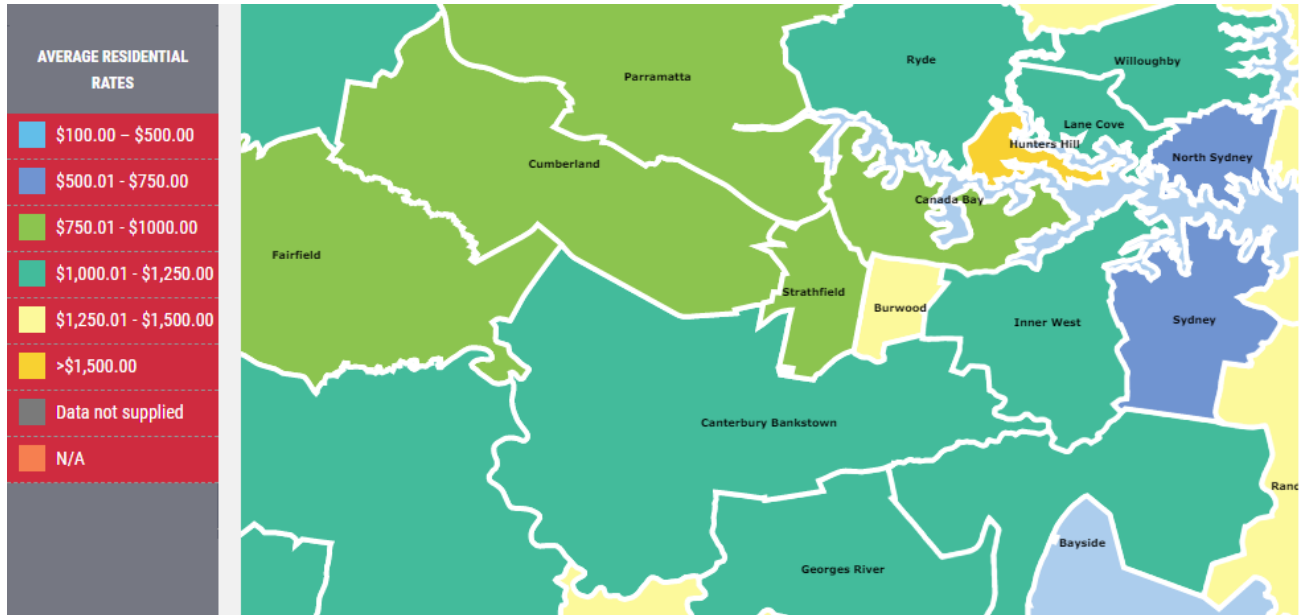 AVERAGE RESIDENTIAL
RATES
$100.00 – $500.00
$500.01 - $750.00
$750.01 - $1000.00
$1,000.01 - $1,250.00
$1,250.01 - $1,500.00
>$1,500.00
Data not supplied
N/A
Ryde
Willoughby
Parramatta
Lane Cove
Hunters Hill
North Sydney
Cumberland
Canada Bay
Fairfield
Strathfield
Burwood
Inner West
Sydney
Canterbury Bankstown
Ranc
Bayside
Georges River